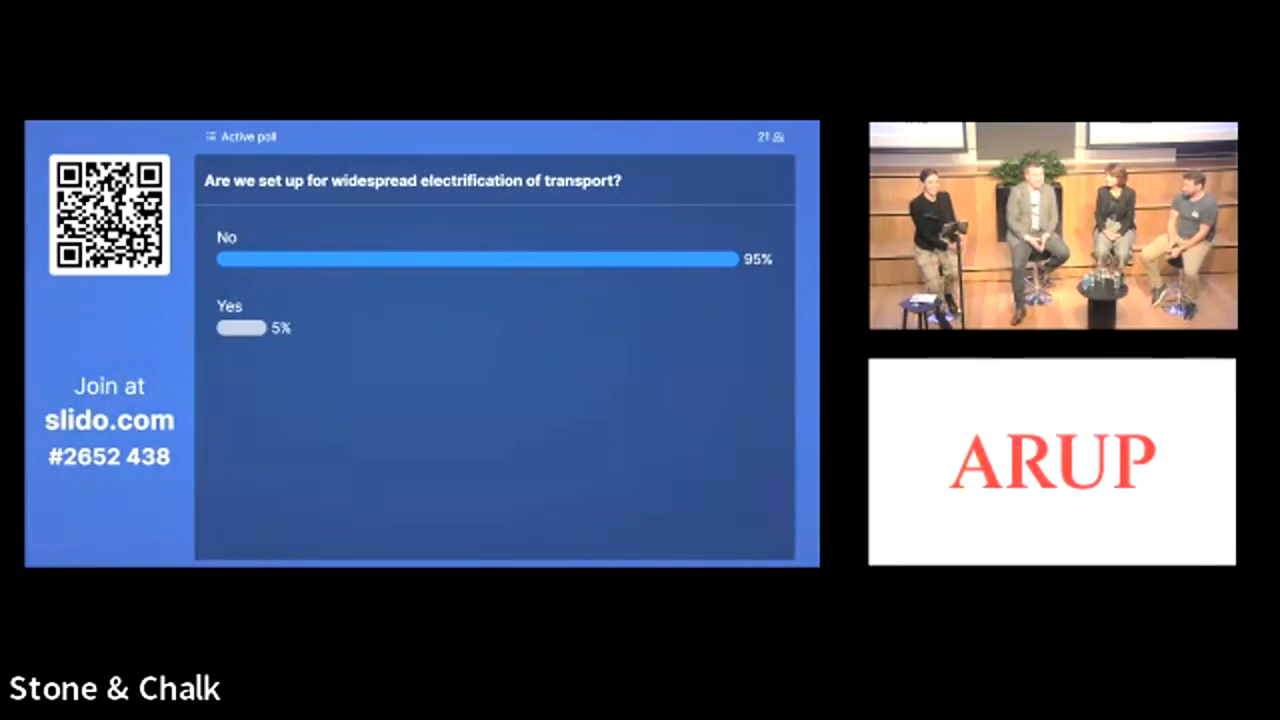 Active poll
21
Are we set up for widespread electrification of transport?
No
95%
Yes
5%
Join at
slido.com
#2652 438
ARUP
Stone & Chalk